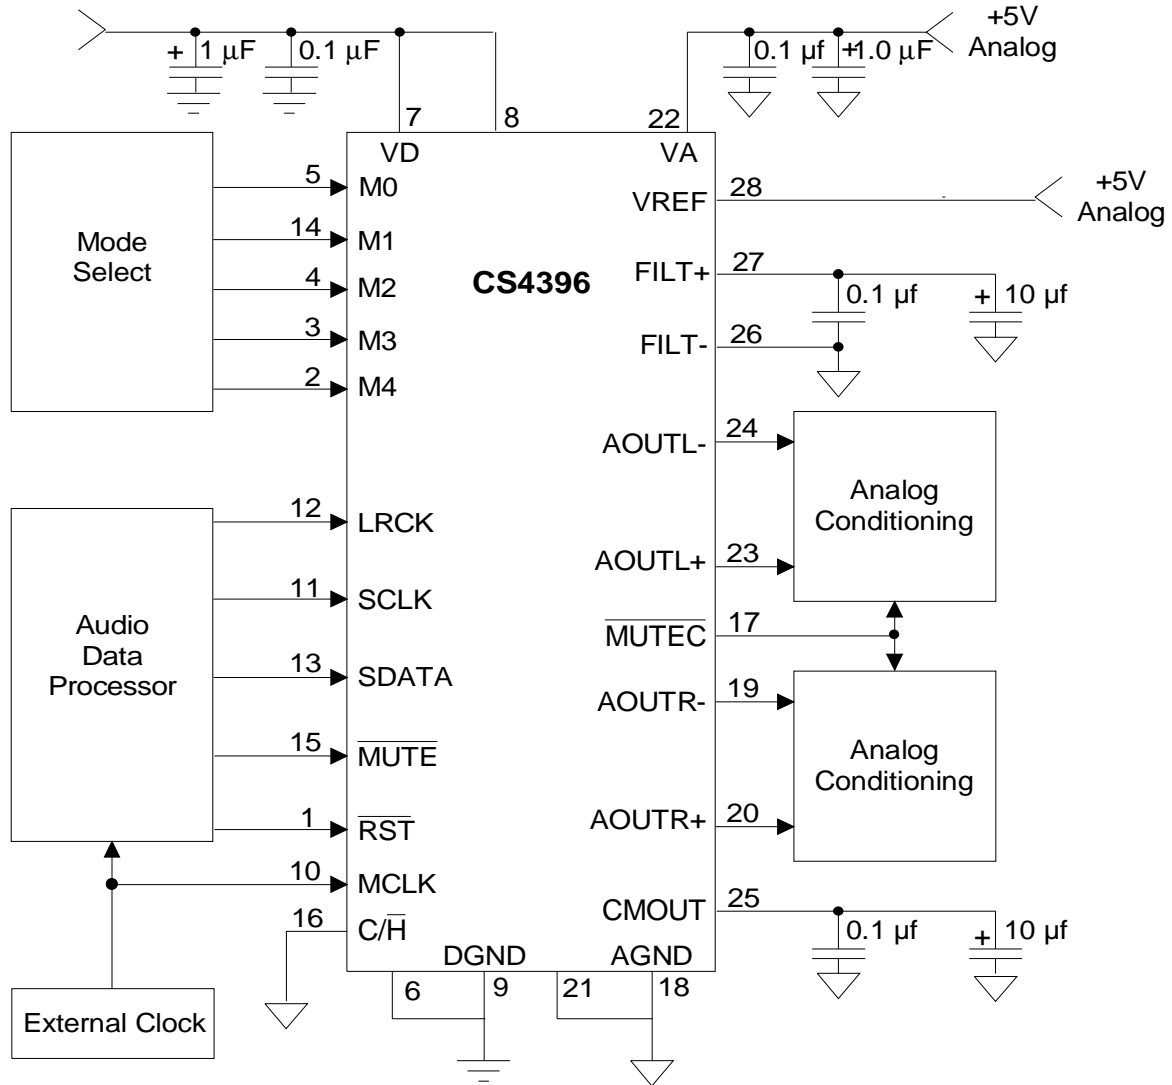 +5V
Analog
+ 1 µF 0.1 µF
0.1 µf +1.0 µF
7 8 22
VD VA
5 M0
VREF 28
+5V
Analog
Mode
Select
14 M1
4 M2
CS4396
FILT+ 27
0.1 µf + 10 µf
3 M3
FILT- 26
2 M4
AOUTL- 24
Analog
Conditioning
12 LRCK
AOUTL+ 23
11 SCLK
Audio
Data
Processor
MUTEC 17
13 SDATA
AOUTR- 19
15 MUTE
Analog
Conditioning
1 RST
AOUTR+ 20
10 MCLK
16 C/H
CMOUT 25
0.1 µf + 10 µf
DGND AGND
6 9 21 18
External Clock